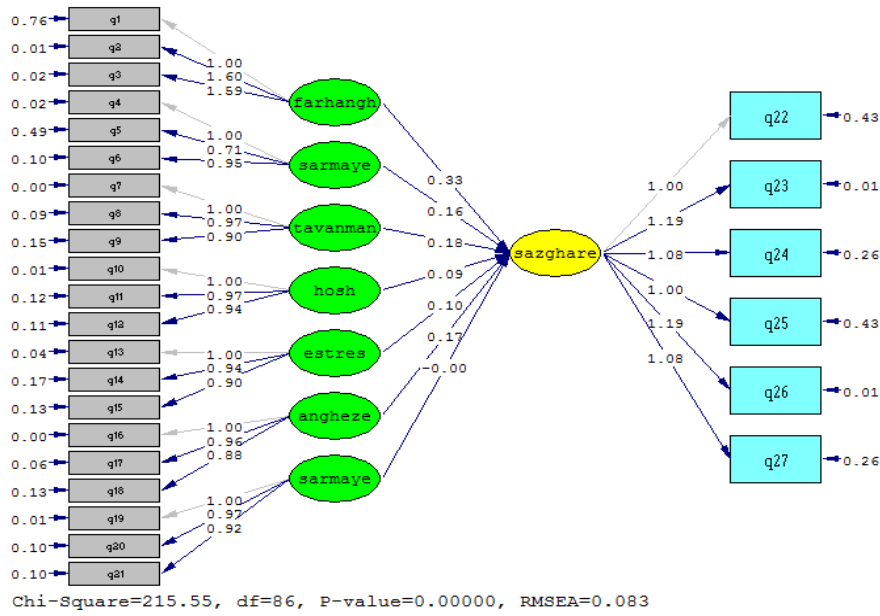 0.76 q1
0.01 q2
0.02 q3
0.02 q4
0.49 q5
0.10 q6
0.00 q7
0.09 q8
0.15 q9
0.01 q10
0.12 q11
0.11 q12
0.04 q13
0.17 q14
0.13 q15
0.00 q16
0.06 q17
0.13 q18
0.01 q19
0.10 q20
0.10 q21
1.00
1.60
1.59
1.00
0.71
0.95
1.00
0.97
0.90
1.00
0.97
0.94
1.00
0.94
0.90
1.00
0.96
0.88
1.00
0.97
0.92
farhangh
sarmaye
tavanman
hosh
estres
angheze
sarmaye
0.33
0.16
0.18
0.09
0.10
0.17
-0.00
sazghare
1.00
1.19
1.08
1.00
1.19
1.08
q22 0.43
q23 0.01
q24 0.26
q25 0.43
q26 0.01
q27 0.26
Chi-Square=215.55, df=86, P-value=0.00000, RMSEA=0.083